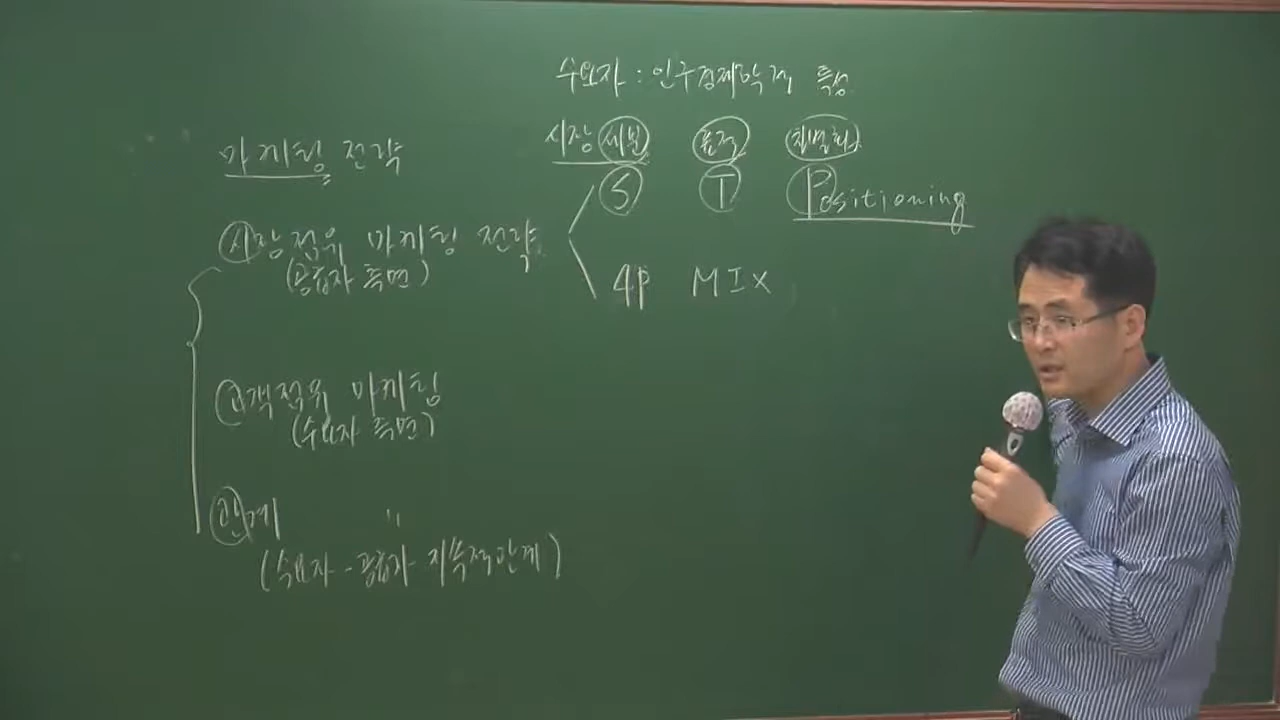 수요자 : 인구경제학적 특성
마케팅 전략
시장 세분 표적 차별화
S T Positioning
시장점유 마케팅 전략
(공급자 측면)
4P MIX
고객점유 마케팅
(수요자 측면)
관계 〃
(수요자 - 공급자 지속적관계)